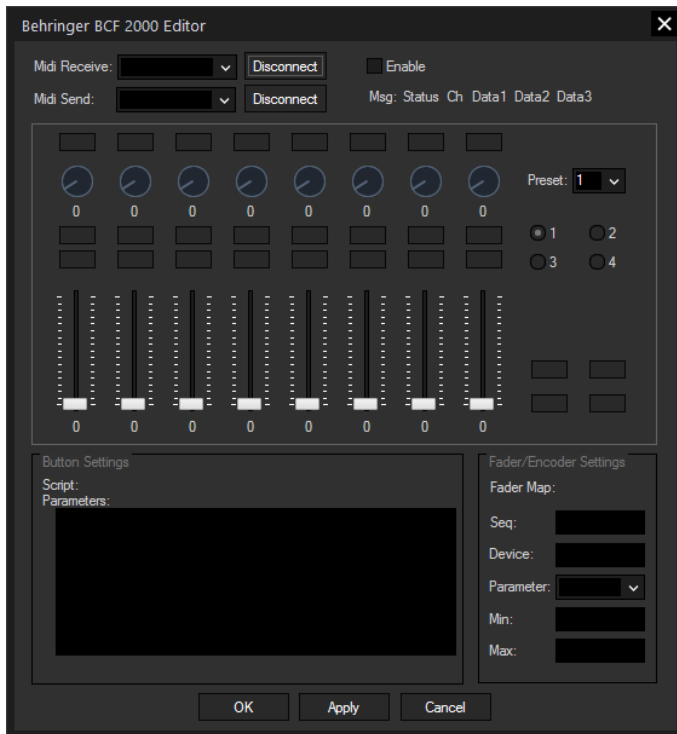 Behringer BCF 2000 Editor
Midi Receive: Disconnect Enable
Midi Send: Disconnect Msg: Status Ch Data1 Data2 Data3
Preset: 1
0 0 0 0 0 0 0 0
1 2
3 4
0 0 0 0 0 0 0 0
Button Settings
Script:
Parameters:
Fader/Encoder Settings
Fader Map:
Seq:
Device:
Parameter:
Min:
Max:
OK Apply Cancel